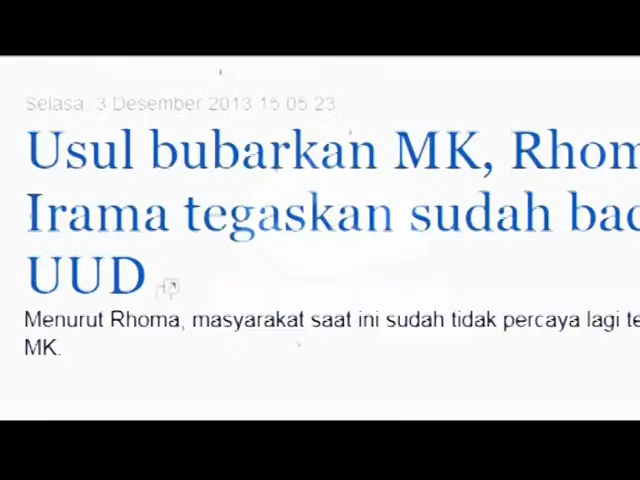 Selasa, 3 Desember 2013 15 05 23
Usul bubarkan MK, Rhom
Irama tegaskan sudah bac
UUD
Menurut Rhoma, masyarakat saat ini sudah tidak percaya lagi te
MK.